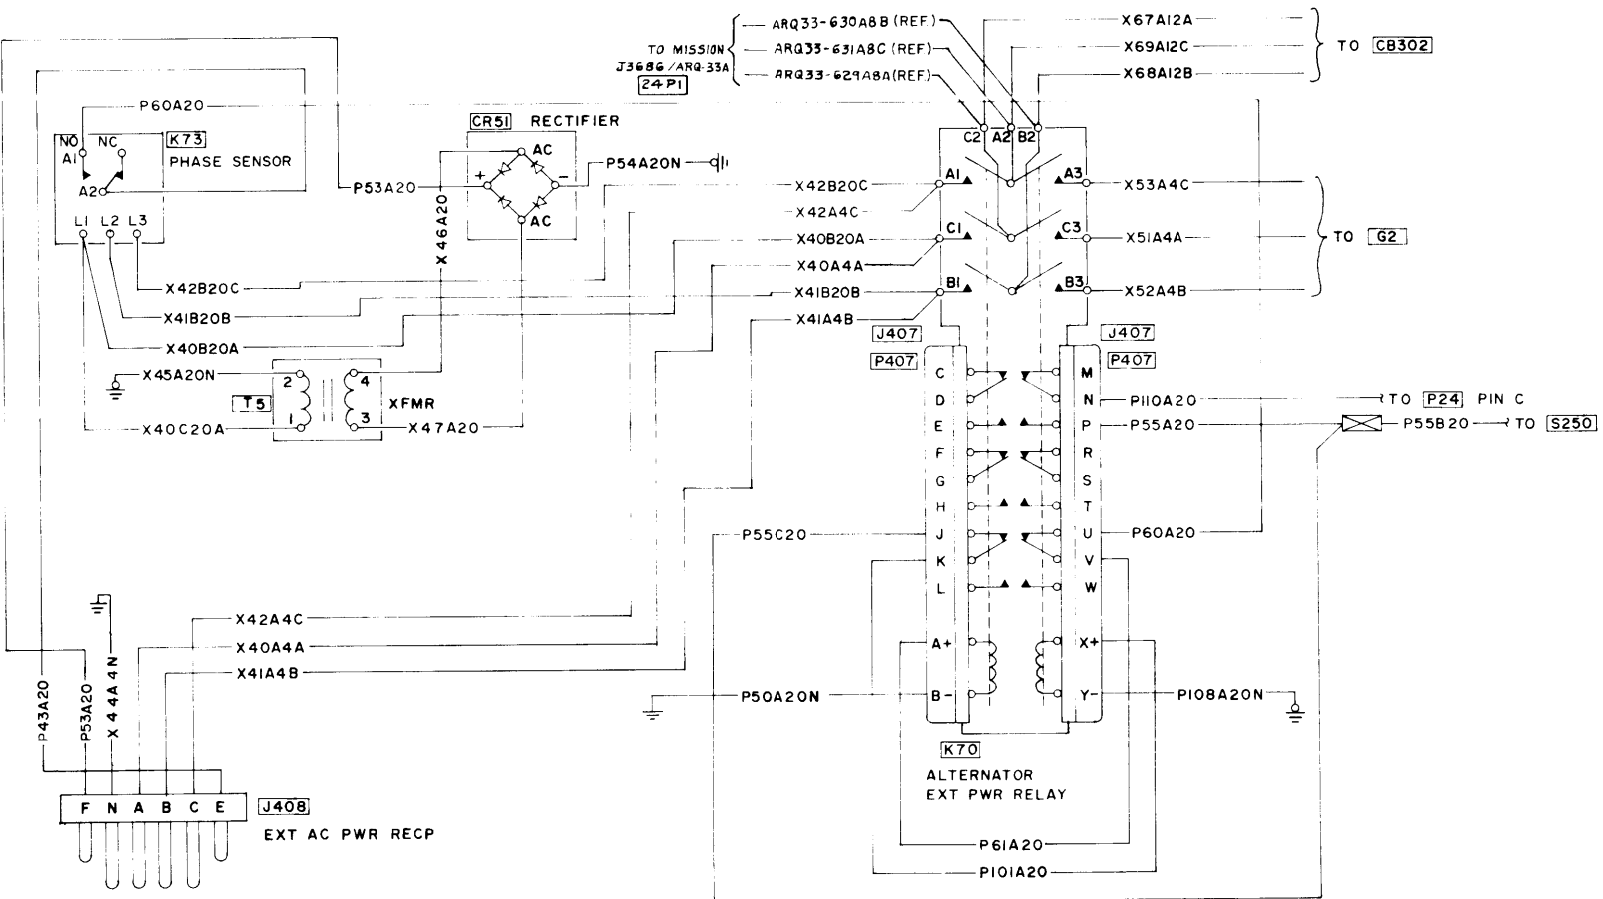 ARQ33-630A8B (REF.)
X67A12A
TO MISSION
ARQ33-631A8C (REF)
X69A12C
TO CB302
J3686/ARQ-33A
ARQ33-629A8A(REF.)
X68A12B
24P1
P60A20
CR51 RECTIFIER
NO NC
K73
A1
PHASE SENSOR
A2
L1 L2 L3
AC
+
-
AC
P54A20N
P53A20
X46A20
C2 A2 B2
X42B20C
A1
A3
X53A4C
X42A4C
X40B20A
C1
C3
X51A4A
TO G2
X40A4A
X41B20B
B1
B3
X52A4B
X41A4B
X42B20C
X41B20B
X40B20A
J407
J407
P407
P407
X45A20N
2
4
T5
XFMR
1
3
X40C20A
X47A20
C
M
D
N
P110A20
TO P24 PIN C
E
P
P55A20
P55B20
TO S250
F
R
G
S
H
T
P55C20
J
U
P60A20
K
V
L
W
X42A4C
A+
X+
X40A4A
X41A4B
P50A20N
B-
Y-
P108A20N
P43A20
P53A20
X44A4N
K70
ALTERNATOR
EXT PWR RELAY
F N A B C E
J408
EXT AC PWR RECP
P61A20
P101A20